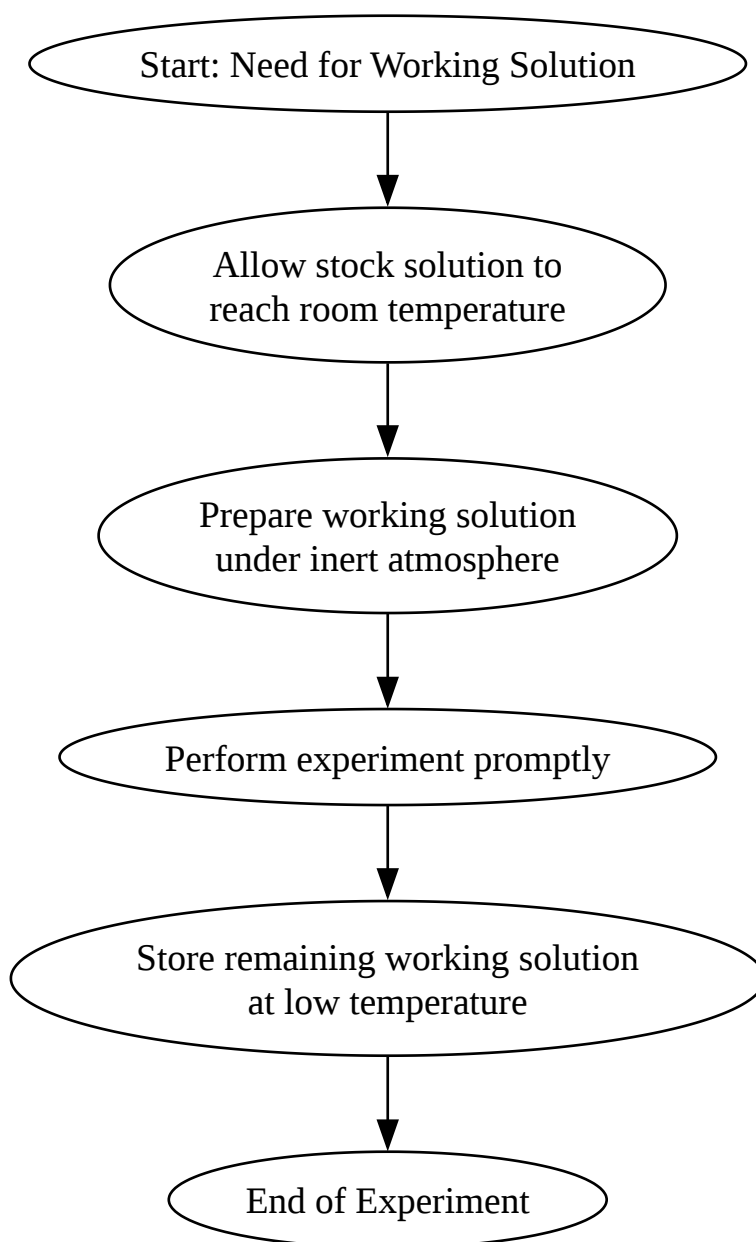 Start: Need for Working Solution
Allow stock solution to
reach room temperature
Prepare working solution
under inert atmosphere
Perform experiment promptly
Store remaining working solution
at low temperature
End of Experiment